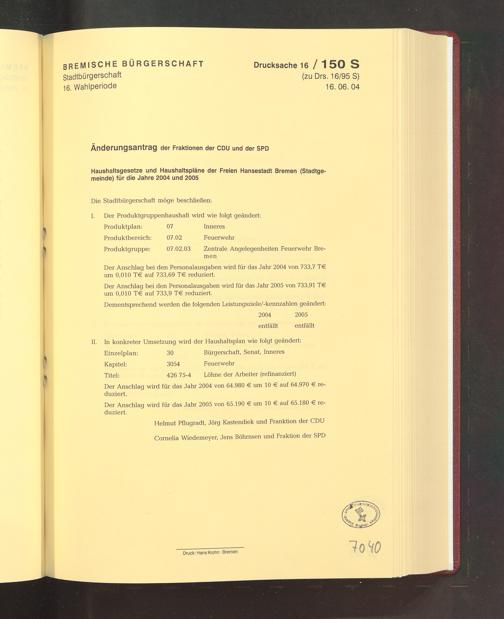 BREMISCHE BÜRGERSCHAFT
Stadtbürgerschaft
16. Wahlperiode
Drucksache 16 / 150 S
(zu Drs. 16/95 S)
16. 06. 04
Änderungsantrag der Fraktionen der CDU und der SPD
Haushaltsgesetze und Haushaltspläne der Freien Hansestadt Bremen (Stadtge-
meinde) für die Jahre 2004 und 2005
Die Stadtbürgerschaft möge beschließen:
I. Der Produktgruppenhaushalt wird wie folgt geändert:
Produktplan: 07 Inneres
Produktbereich: 07.02 Feuerwehr
Produktgruppe: 07.02.03 Zentrale Angelegenheiten Feuerwehr Bre-
men
Der Anschlag bei den Personalausgaben wird für das Jahr 2004 von 733,7 T€
um 0,010 T€ auf 733,69 T€ reduziert.
Der Anschlag bei den Personalausgaben wird für das Jahr 2005 von 733,91 T€
um 0,010 T€ auf 733,9 T€ reduziert.
Dementsprechend werden die folgenden Leistungsziele/-kennzahlen geändert:
2004 2005
entfällt entfällt
II. In konkreter Umsetzung wird der Haushaltplan wie folgt geändert:
Einzelplan: 30 Bürgerschaft, Senat, Inneres
Kapitel: 3054 Feuerwehr
Titel: 426 75-4 Löhne der Arbeiter (refinanziert)
Der Anschlag wird für das Jahr 2004 von 64.980 € um 10 € auf 64.970 € re-
duziert.
Der Anschlag wird für das Jahr 2005 von 65.190 € um 10 € auf 65.180 € re-
duziert.
Helmut Pflugradt, Jörg Kastendiek und Franktion der CDU
Cornelia Wiedemeyer, Jens Böhrnsen und Fraktion der SPD
Druck: Hans Krohn · Bremen
7040